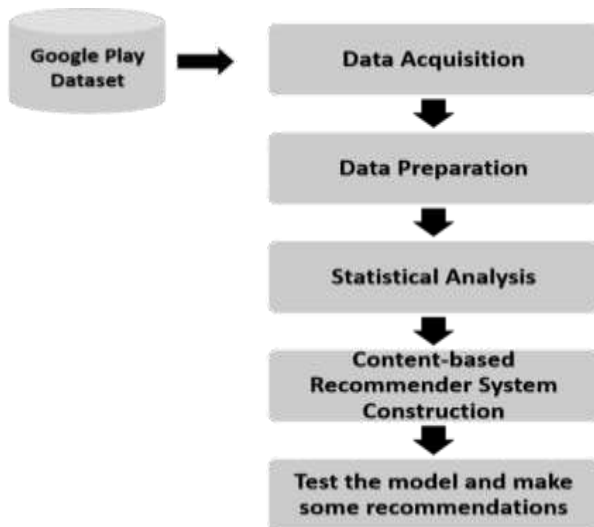 Google Play
Dataset
Data Acquisition
Data Preparation
Statistical Analysis
Content-based
Recommender System
Construction
Test the model and make
some recommendations